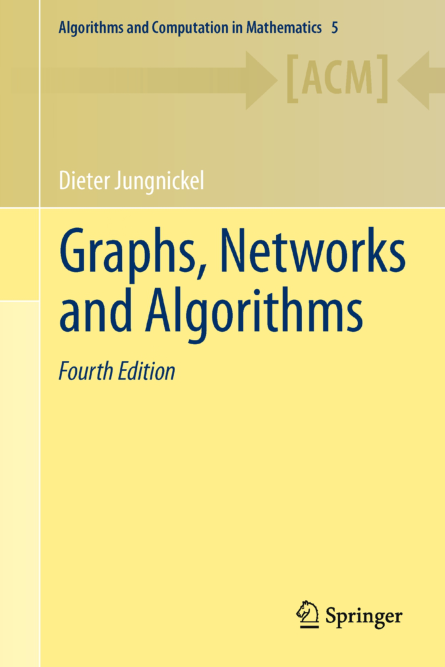 Algorithms and Computation in Mathematics 5
[ACM]
Dieter Jungnickel
Graphs, Networks
and Algorithms
Fourth Edition
Springer